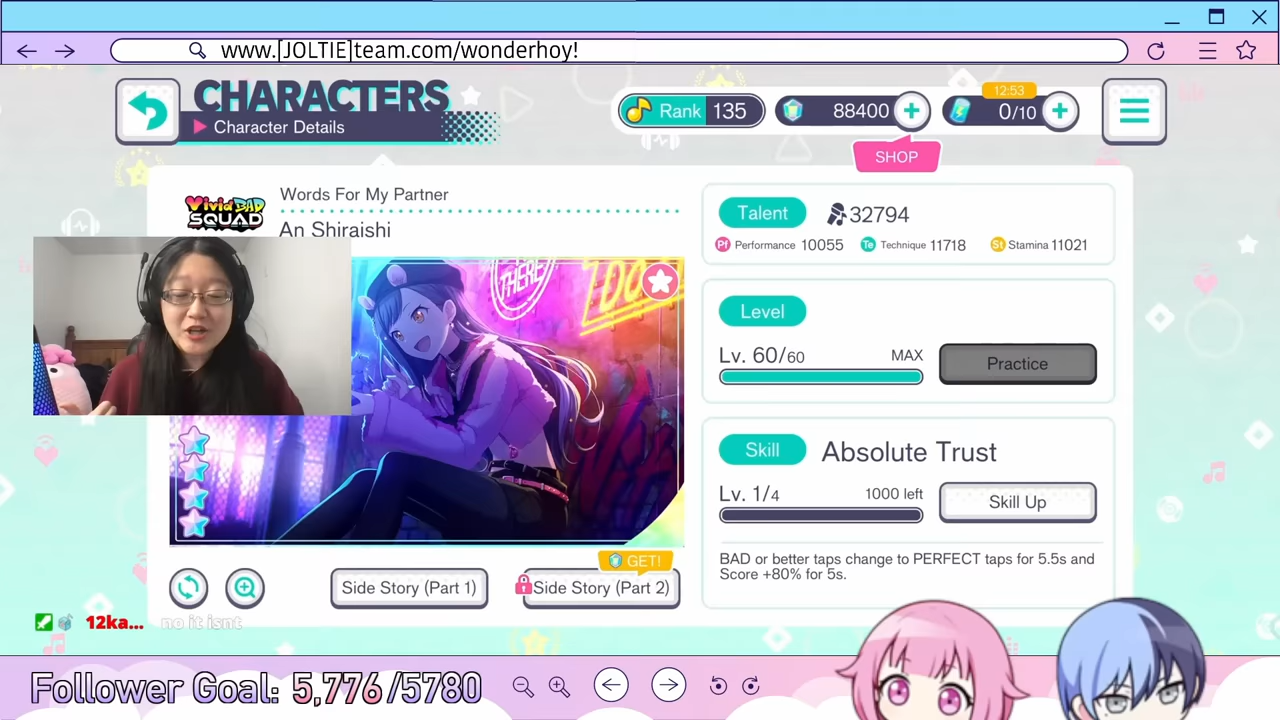 www.[JOLTIE]team.com/wonderhoy!
CHARACTERS
Character Details
Rank 135
88400
12:53
0/10
SHOP
Vivid BAD
SQUAD
Words For My Partner
An Shiraishi
Talent 32794
Pf Performance 10055 Te Technique 11718 St Stamina 11021
Level
Lv. 60/60 MAX
Practice
THERE
Skill Absolute Trust
Lv. 1/4 1000 left
Skill Up
BAD or better taps change to PERFECT taps for 5.5s and
Score +80% for 5s.
GET!
Side Story (Part 1)
Side Story (Part 2)
12ka... no it isnt
Follower Goal: 5,776/5780